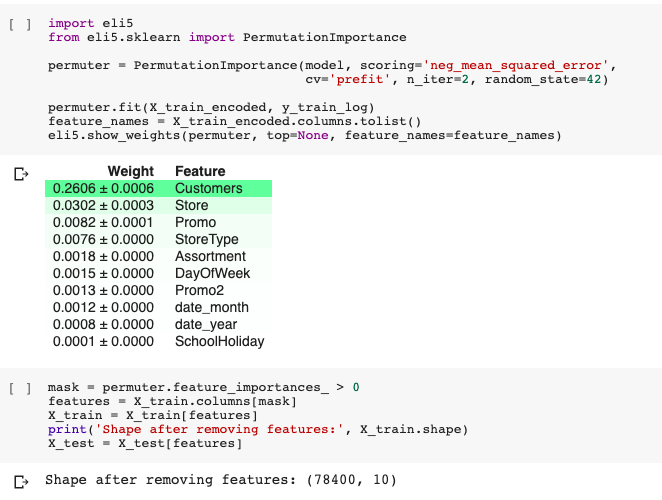 [ ] import eli5
from eli5.sklearn import PermutationImportance
permuter = PermutationImportance(model, scoring='neg_mean_squared_error',
cv='prefit', n_iter=2, random_state=42)
permuter.fit(X_train_encoded, y_train_log)
feature_names = X_train_encoded.columns.tolist()
eli5.show_weights(permuter, top=None, feature_names=feature_names)
Weight Feature
0.2606 ± 0.0006 Customers
0.0302 ± 0.0003 Store
0.0082 ± 0.0001 Promo
0.0076 ± 0.0000 StoreType
0.0018 ± 0.0000 Assortment
0.0015 ± 0.0000 DayOfWeek
0.0013 ± 0.0000 Promo2
0.0012 ± 0.0000 date_month
0.0008 ± 0.0000 date_year
0.0001 ± 0.0000 SchoolHoliday
[ ] mask = permuter.feature_importances_ > 0
features = X_train.columns[mask]
X_train = X_train[features]
print('Shape after removing features:', X_train.shape)
X_test = X_test[features]
Shape after removing features: (78400, 10)